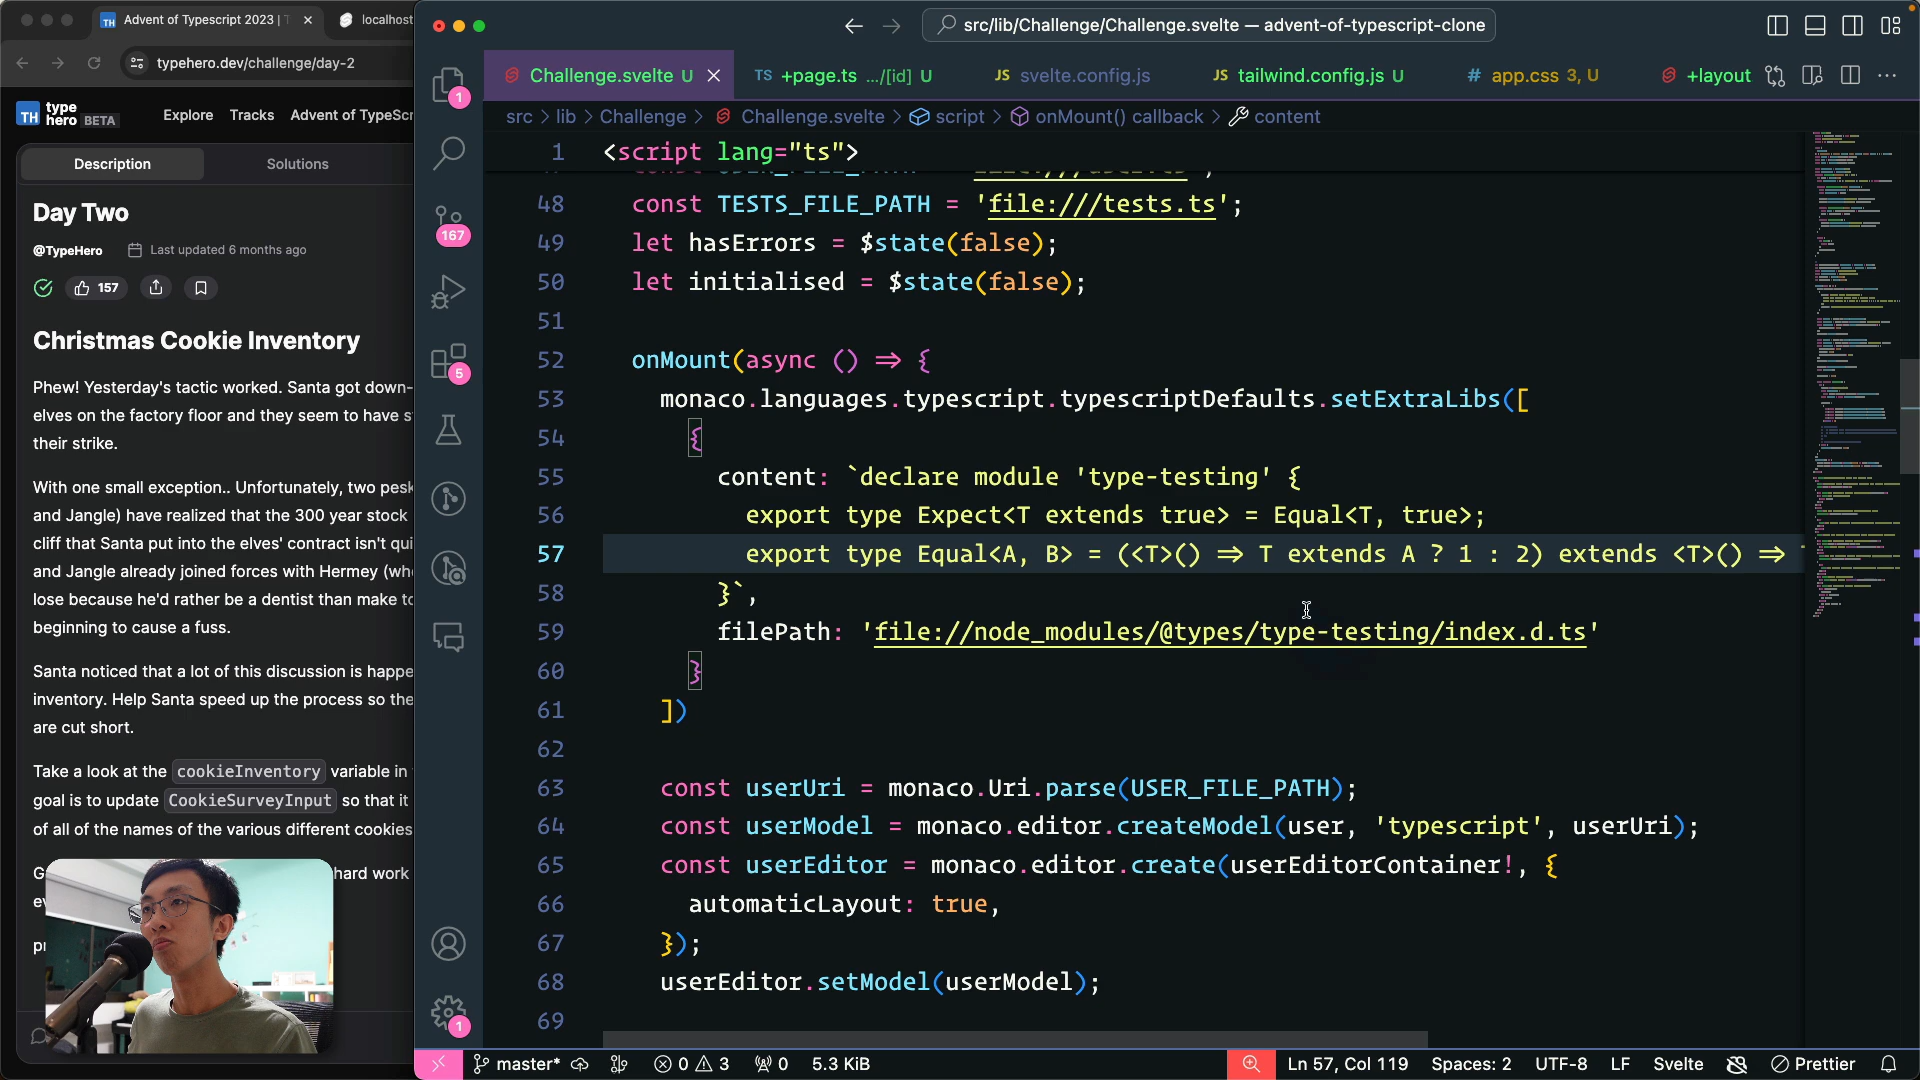 Advent of Typescript 2023 | T
localhost
typehero.dev/challenge/day-2
TH type hero BETA
Explore Tracks Advent of TypeScr
Description Solutions
Day Two
@TypeHero Last updated 6 months ago
157
Christmas Cookie Inventory
Phew! Yesterday's tactic worked. Santa got down-
elves on the factory floor and they seem to have s
their strike.
With one small exception.. Unfortunately, two pesk
and Jangle) have realized that the 300 year stock
cliff that Santa put into the elves' contract isn't qui
and Jangle already joined forces with Hermey (wh
lose because he'd rather be a dentist than make to
beginning to cause a fuss.
Santa noticed that a lot of this discussion is happe
inventory. Help Santa speed up the process so the
are cut short.
Take a look at the cookieInventory variable in
goal is to update CookieSurveyInput so that it
of all of the names of the various different cookies
G hard work
ev
pr
src/lib/Challenge/Challenge.svelte — advent-of-typescript-clone
Challenge.svelte U TS +page.ts .../[id] U JS svelte.config.js JS tailwind.config.js U # app.css 3, U +layout
src > lib > Challenge > Challenge.svelte > script > onMount() callback > content
1 <script lang="ts">
48 const TESTS_FILE_PATH = 'file:///tests.ts';
49 let hasErrors = $state(false);
50 let initialised = $state(false);
51
52 onMount(async () => {
53 monaco.languages.typescript.typescriptDefaults.setExtraLibs([
54 {
55 content: `declare module 'type-testing' {
56 export type Expect<T extends true> = Equal<T, true>;
57 export type Equal<A, B> = (<T>() => T extends A ? 1 : 2) extends <T>() =>
58 }`,
59 filePath: 'file://node_modules/@types/type-testing/index.d.ts'
60 }
61 ])
62
63 const userUri = monaco.Uri.parse(USER_FILE_PATH);
64 const userModel = monaco.editor.createModel(user, 'typescript', userUri);
65 const userEditor = monaco.editor.create(userEditorContainer!, {
66 automaticLayout: true,
67 });
68 userEditor.setModel(userModel);
69
1
167
5
1
master* 0 3 0 5.3 KiB Ln 57, Col 119 Spaces: 2 UTF-8 LF Svelte Prettier